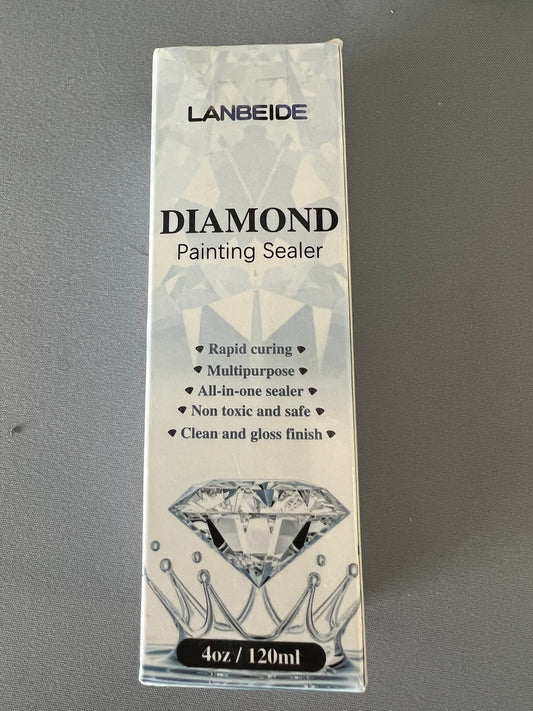 LANBEIDE
DIAMOND
Painting Sealer
Rapid curing
Multipurpose
All-in-one sealer
Non toxic and safe
Clean and gloss finish
4oz / 120ml